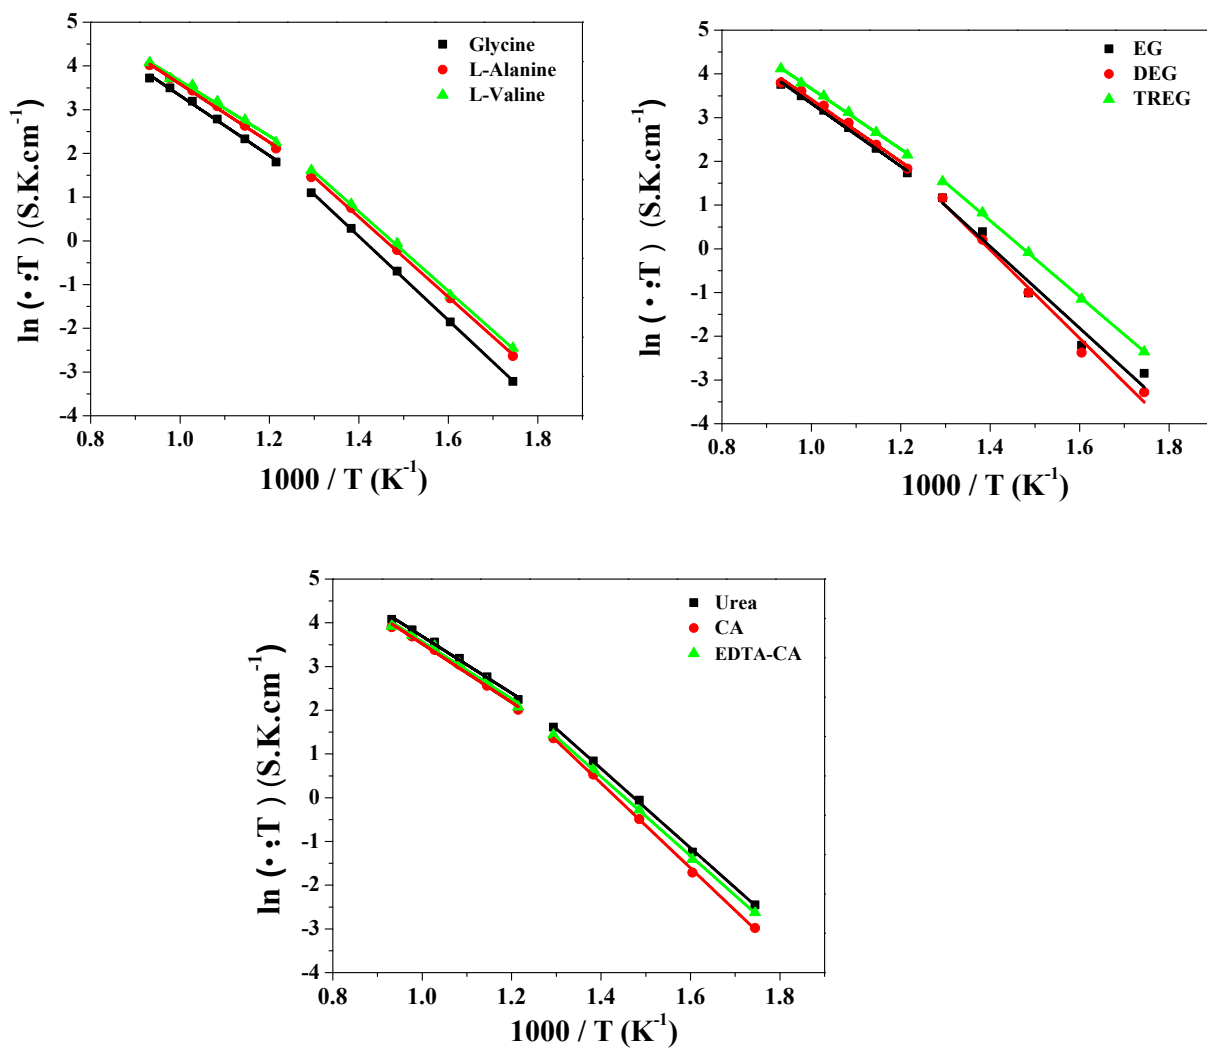 5
4
3
2
1
0
-1
-2
-3
-4
ln (• •:T ) (S.K.cm⁻¹)
Glycine
L-Alanine
L-Valine
0.8 1.0 1.2 1.4 1.6 1.8
1000 / T (K⁻¹)
5
4
3
2
1
0
-1
-2
-3
-4
ln (• •:T ) (S.K.cm⁻¹)
EG
DEG
TREG
0.8 1.0 1.2 1.4 1.6 1.8
1000 / T (K⁻¹)
5
4
3
2
1
0
-1
-2
-3
-4
ln (• •:T ) (S.K.cm⁻¹)
Urea
CA
EDTA-CA
0.8 1.0 1.2 1.4 1.6 1.8
1000 / T (K⁻¹)